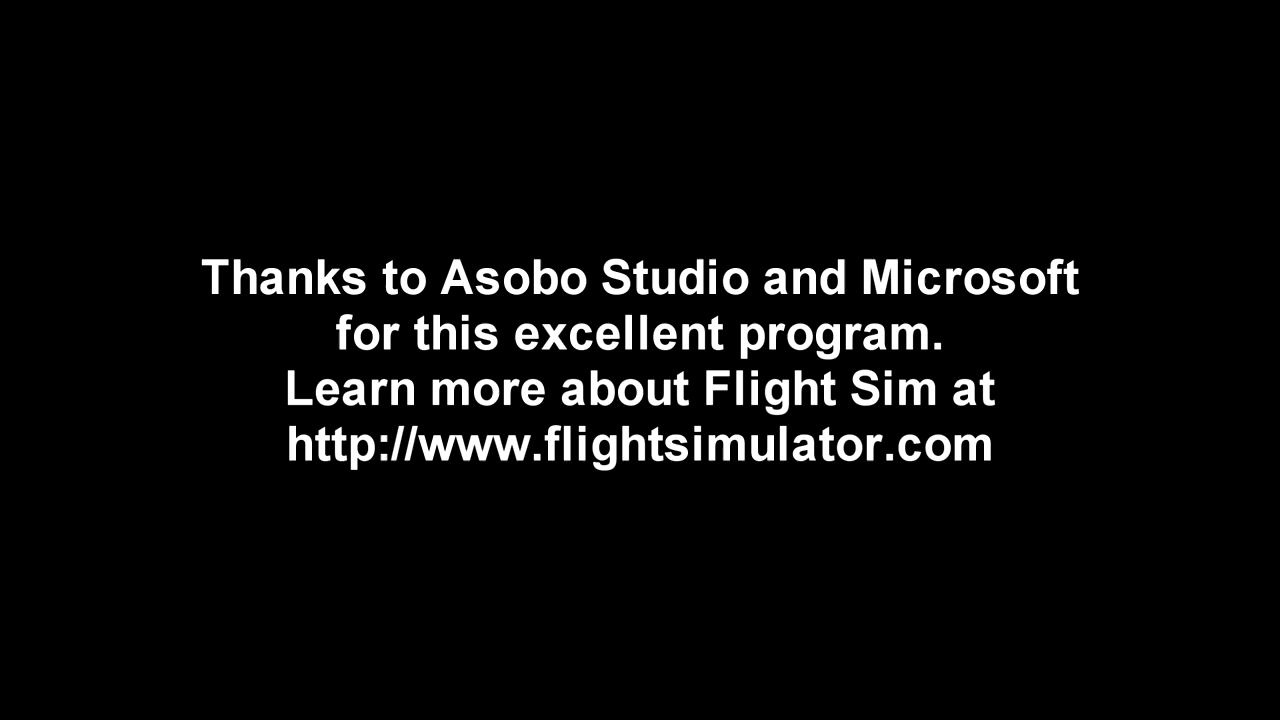 Thanks to Asobo Studio and Microsoft
for this excellent program.
Learn more about Flight Sim at
http://www.flightsimulator.com